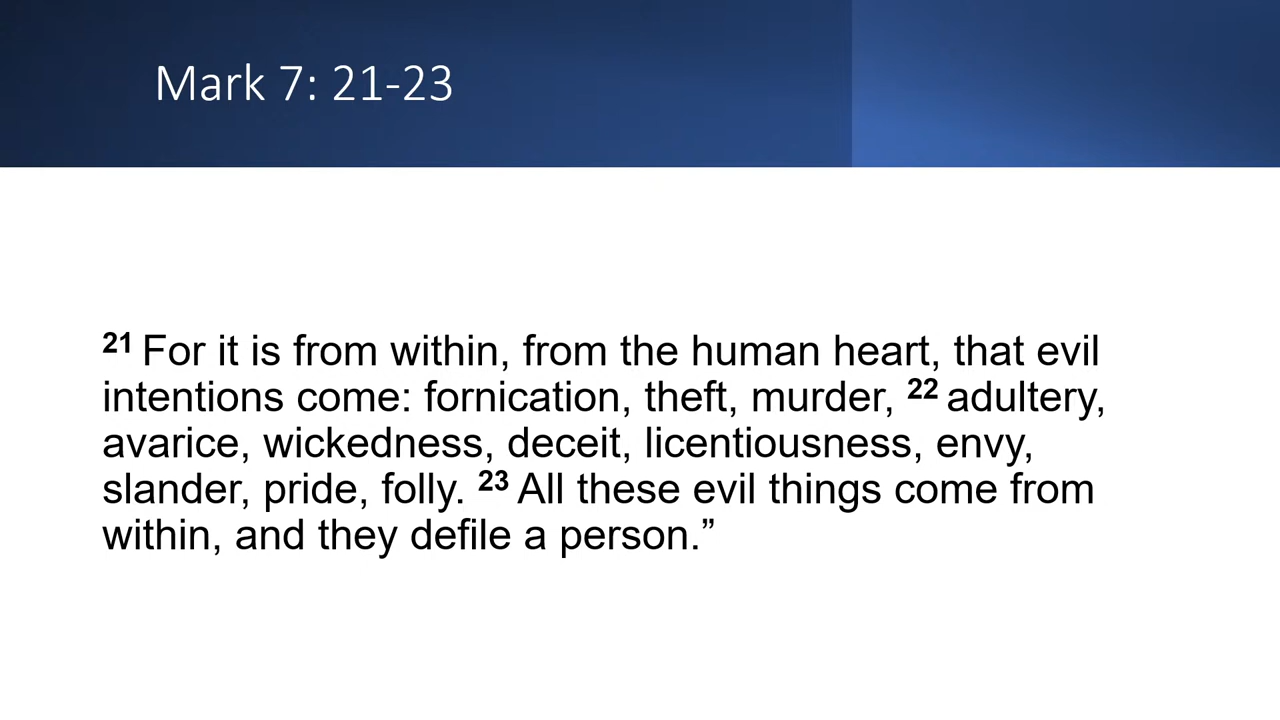 Mark 7: 21-23
21 For it is from within, from the human heart, that evil
intentions come: fornication, theft, murder, 22 adultery,
avarice, wickedness, deceit, licentiousness, envy,
slander, pride, folly. 23 All these evil things come from
within, and they defile a person.”